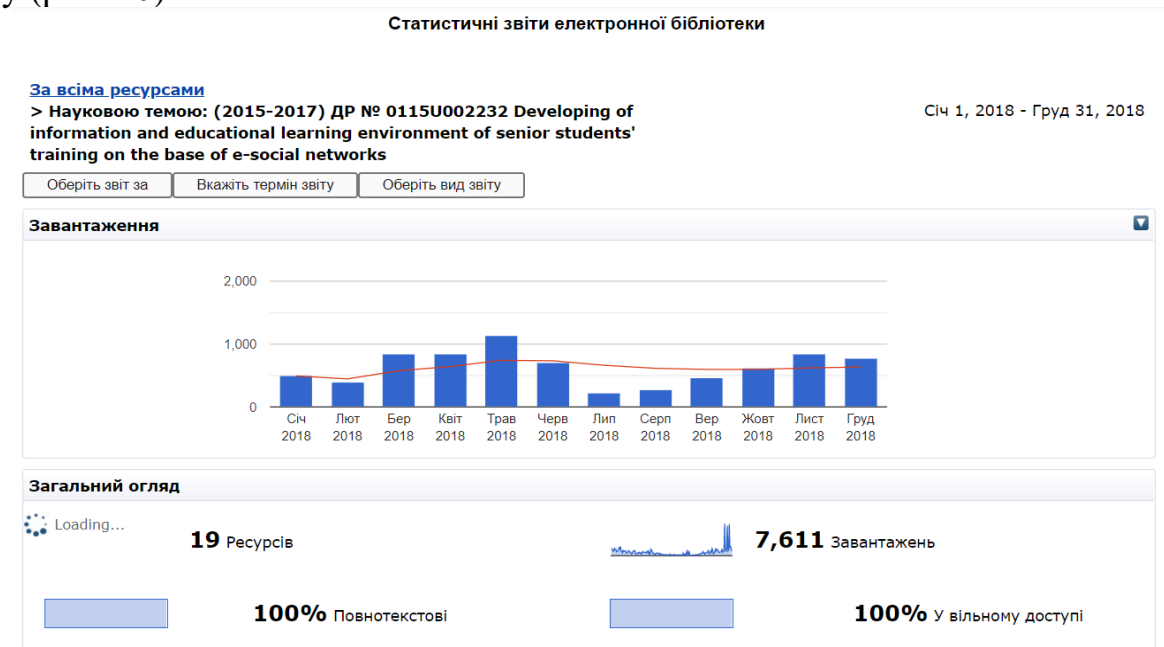 Статистичні звіти електронної бібліотеки
За всіма ресурсами
> Науковою темою: (2015-2017) ДР № 0115U002232 Developing of
information and educational learning environment of senior students'
training on the base of e-social networks
Січ 1, 2018 - Груд 31, 2018
Оберіть звіт за Вкажіть термін звіту Оберіть вид звіту
Завантаження
2,000
1,000
0
Січ Лют Бер Квіт Трав Черв Лип Серп Вер Жовт Лист Груд
2018 2018 2018 2018 2018 2018 2018 2018 2018 2018 2018 2018
Загальний огляд
Loading...
19 Ресурсів 7,611 Завантажень
100% Повнотекстові 100% У вільному доступі